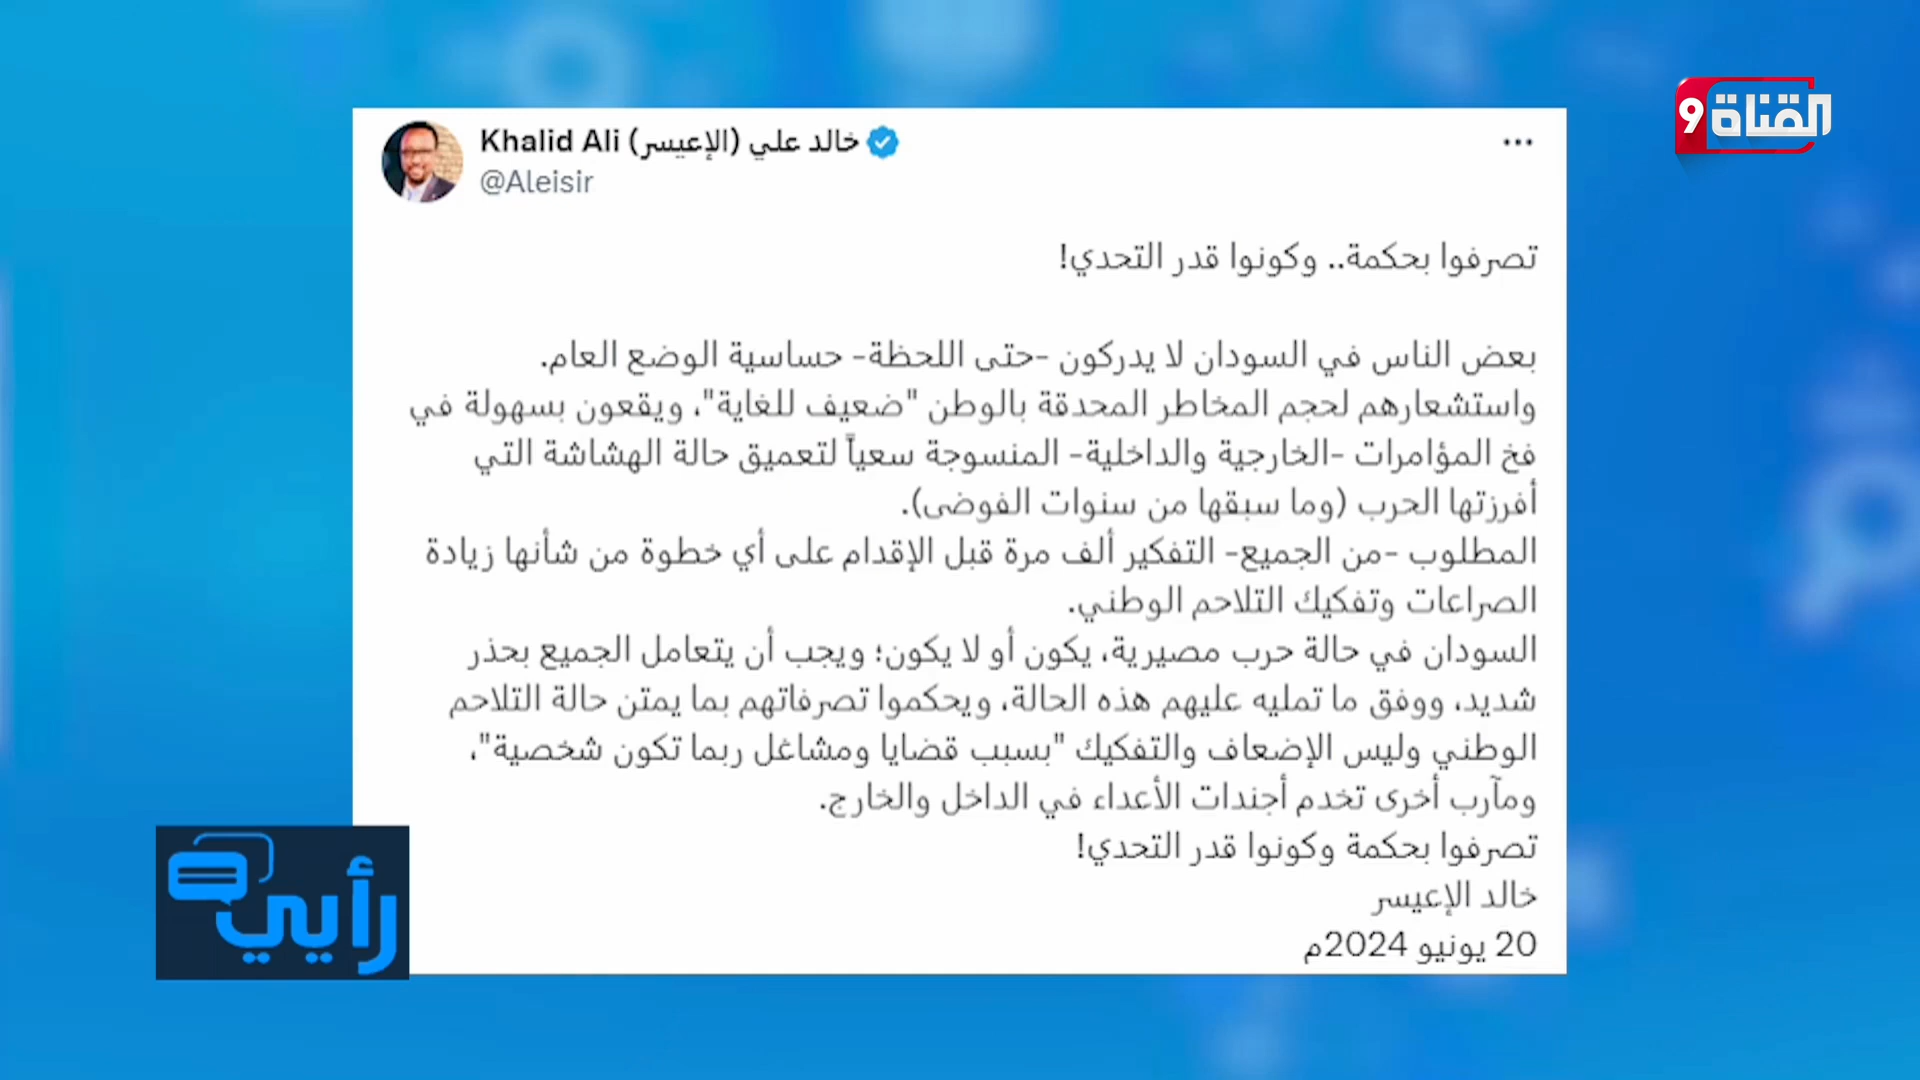 القناة 9
Khalid Ali خالد علي (الإعيسر)
@Aleisir
تصرفوا بحكمة.. وكونوا قدر التحدي!
بعض الناس في السودان لا يدركون -حتى اللحظة- حساسية الوضع العام.
واستشعارهم لحجم المخاطر المحدقة بالوطن "ضعيف للغاية"، ويقعون بسهولة في
فخ المؤامرات -الخارجية والداخلية- المنسوجة سعياً لتعميق حالة الهشاشة التي
أفرزتها الحرب (وما سبقها من سنوات الفوضى).
المطلوب -من الجميع- التفكير ألف مرة قبل الإقدام على أي خطوة من شأنها زيادة
الصراعات وتفكيك التلاحم الوطني.
السودان في حالة حرب مصيرية، يكون أو لا يكون؛ ويجب أن يتعامل الجميع بحذر
شديد، ووفق ما تمليه عليهم هذه الحالة، ويحكموا تصرفاتهم بما يمتن حالة التلاحم
الوطني وليس الإضعاف والتفكيك "بسبب قضايا ومشاغل ربما تكون شخصية"،
ومآرب أخرى تخدم أجندات الأعداء في الداخل والخارج.
تصرفوا بحكمة وكونوا قدر التحدي!
خالد الإعيسر
20 يونيو 2024م
رأيي